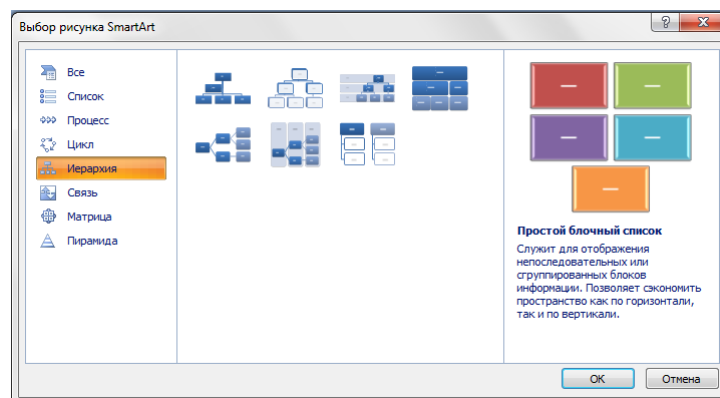 Выбор рисунка SmartArt
Все
Список
Процесс
Цикл
Иерархия
Связь
Матрица
Пирамида
Простой блочный список
Служит для отображения
непоследовательных или
сгруппированных блоков
информации. Позволяет сэкономить
пространство как по горизонтали,
так и по вертикали.
ОК
Отмена